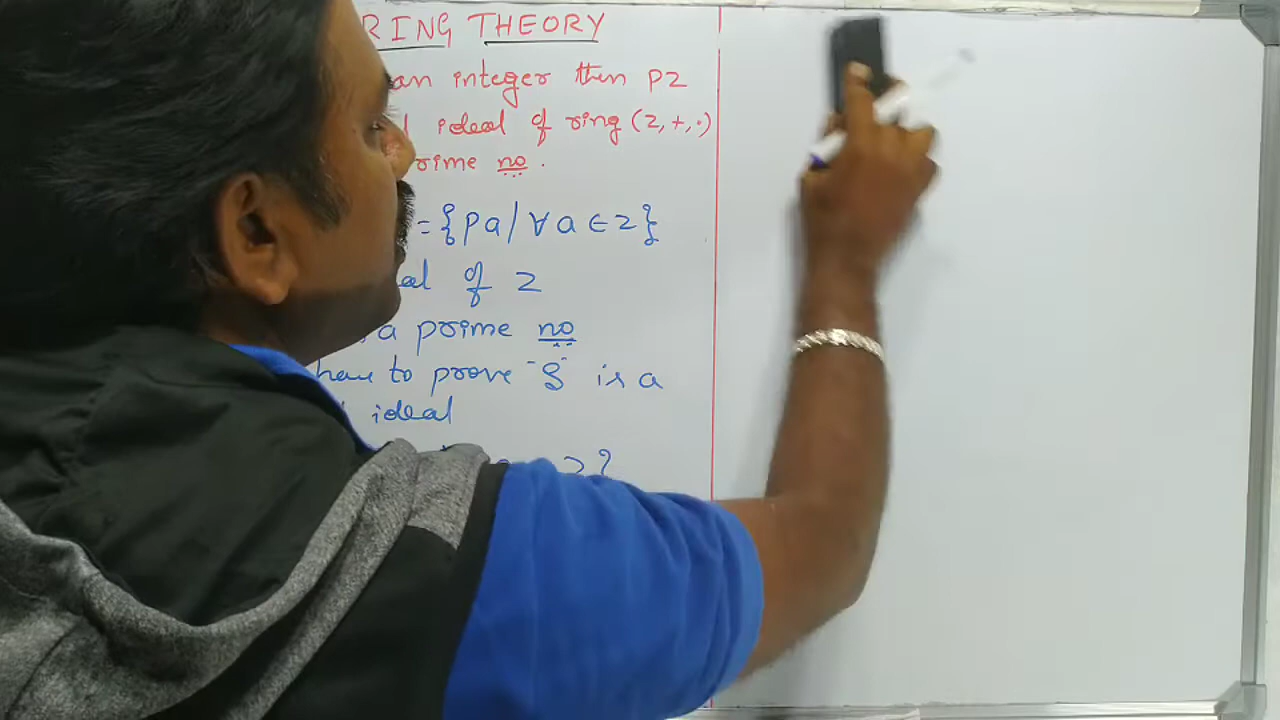 RING THEORY
an integer then PZ
ideal of ring (Z,+,.)
rime no.
= {pa/∀a∈Z}
al of Z
a prime no
have to prove "S" is a
ideal